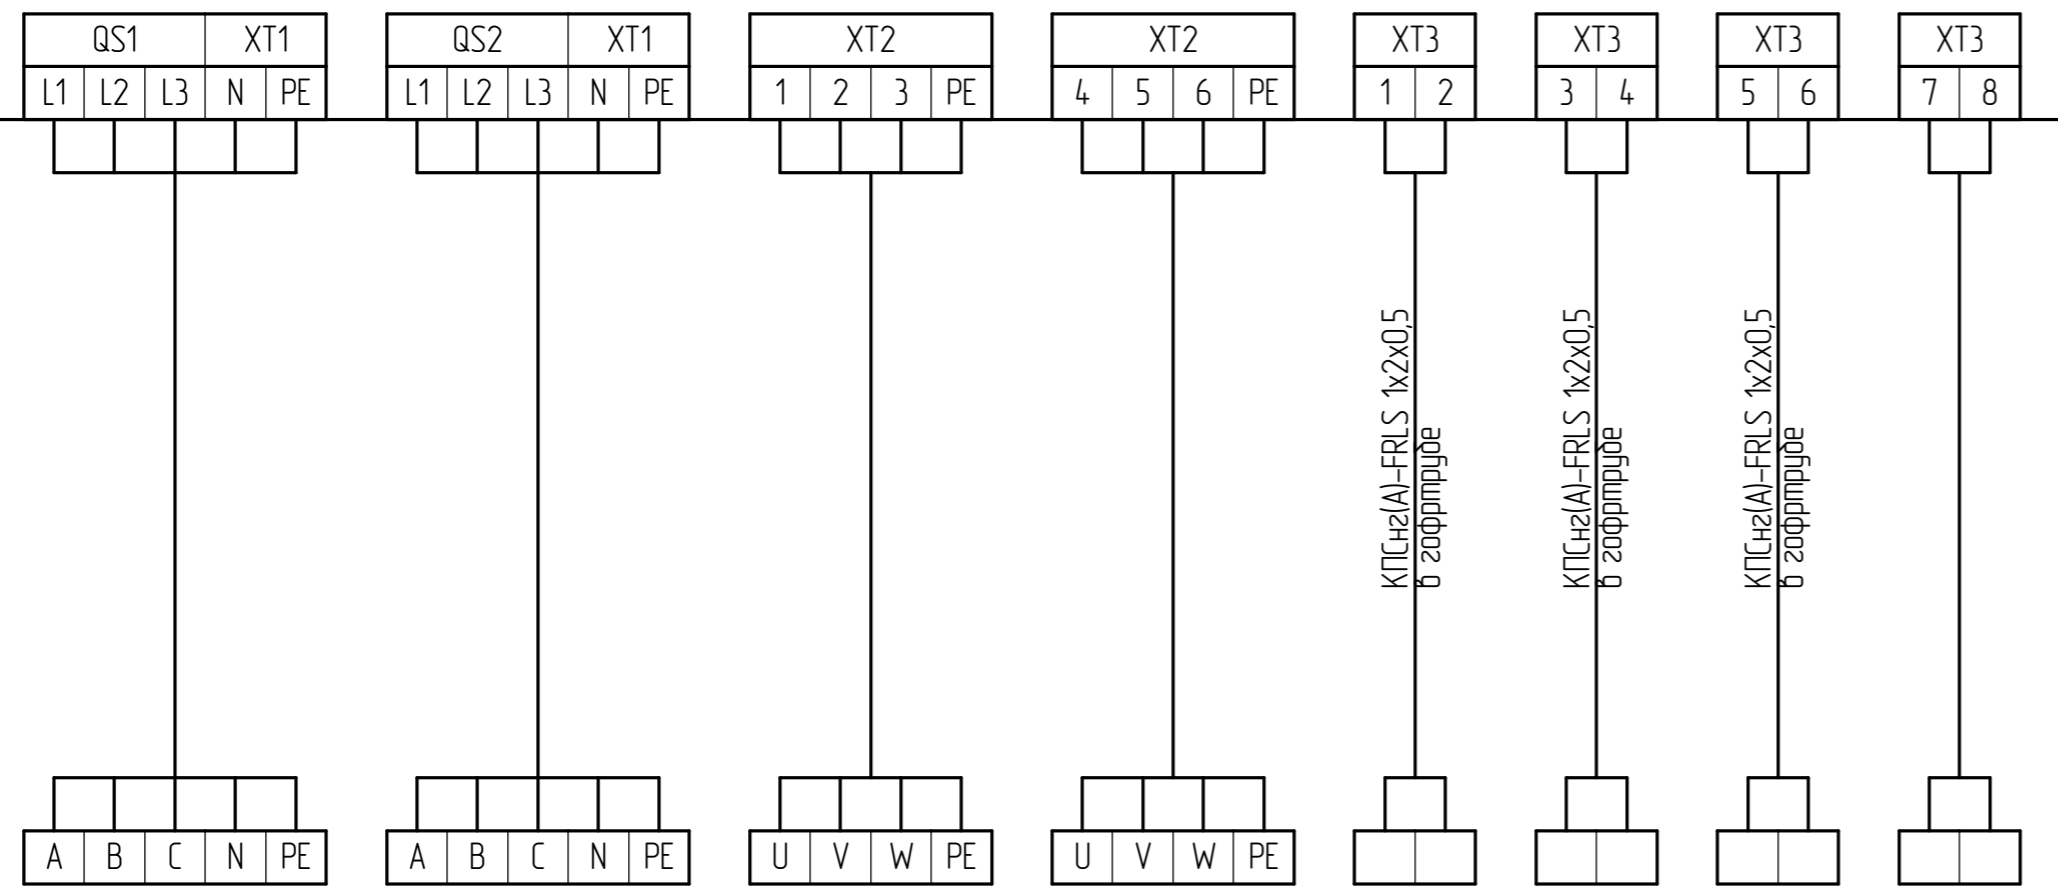 QS1 XT1 QS2 XT1 XT2 XT2 XT3 XT3 XT3 XT3
L1 L2 L3 N PE L1 L2 L3 N PE 1 2 3 PE 4 5 6 PE 1 2 3 4 5 6 7 8
КПСнг(А)-FRLS 1x2x0,5
в гофртрубе
КПСнг(А)-FRLS 1x2x0,5
в гофртрубе
КПСнг(А)-FRLS 1x2x0,5
в гофртрубе
A B C N PE A B C N PE U V W PE U V W PE